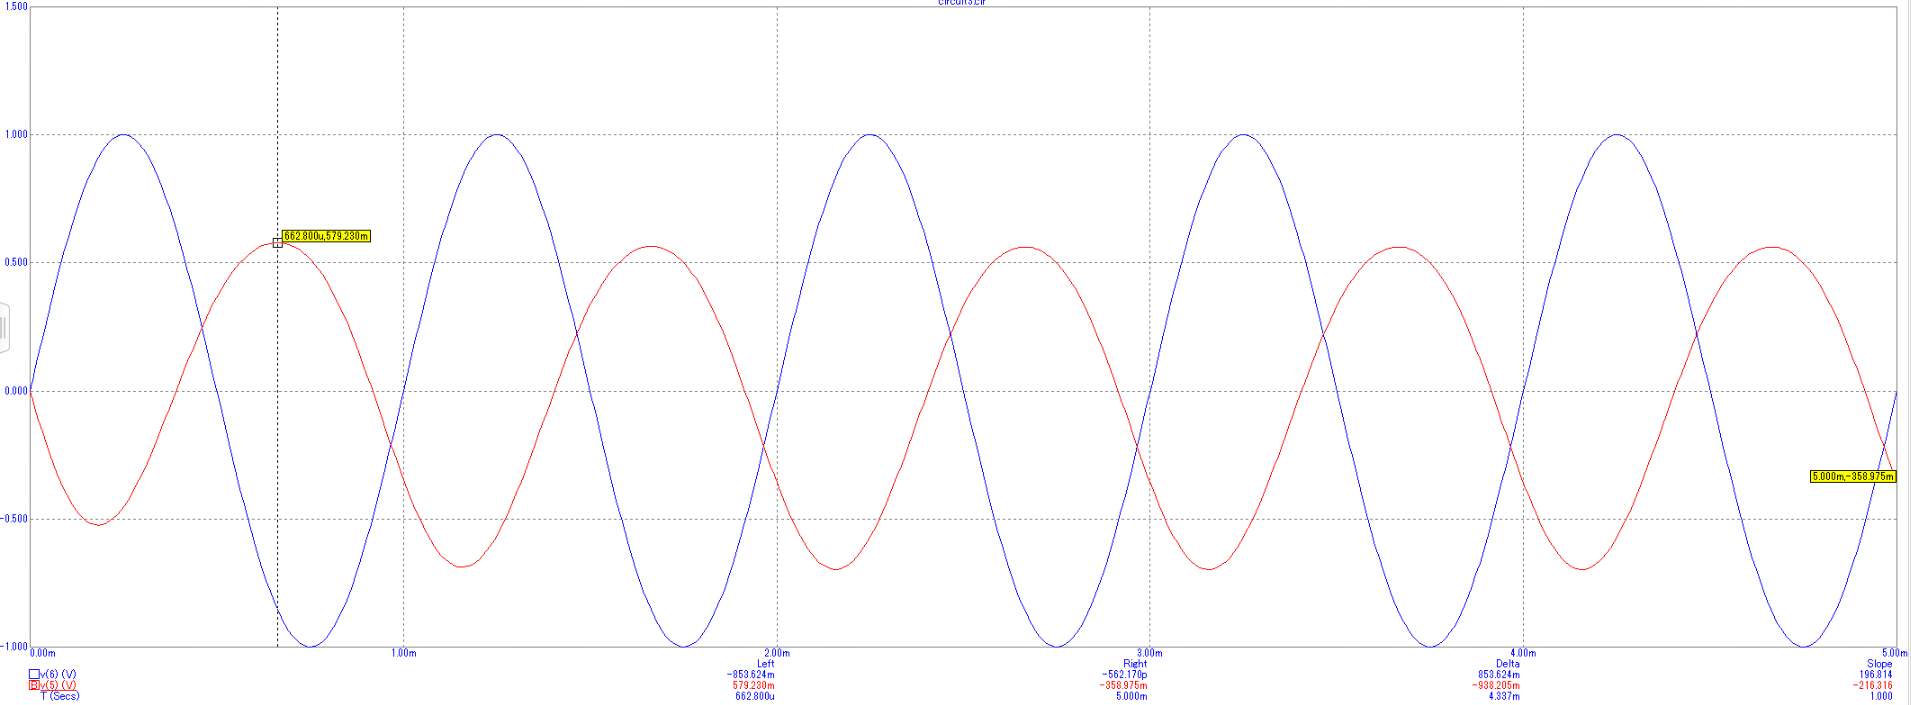 circuit3.cir
1.500
1.000
662.800u,579.230m
0.500
0.000
5.000m,-358.975m
-0.500
-1.000
0.00m 1.00m 2.00m 3.00m 4.00m 5.00m
Left Right Delta Slope
v(6) (V) -853.624m -562.170p 853.624m 196.814
v(5) (V) 579.230m -358.975m -938.205m -216.316
T (Secs) 662.800u 5.000m 4.337m 1.000